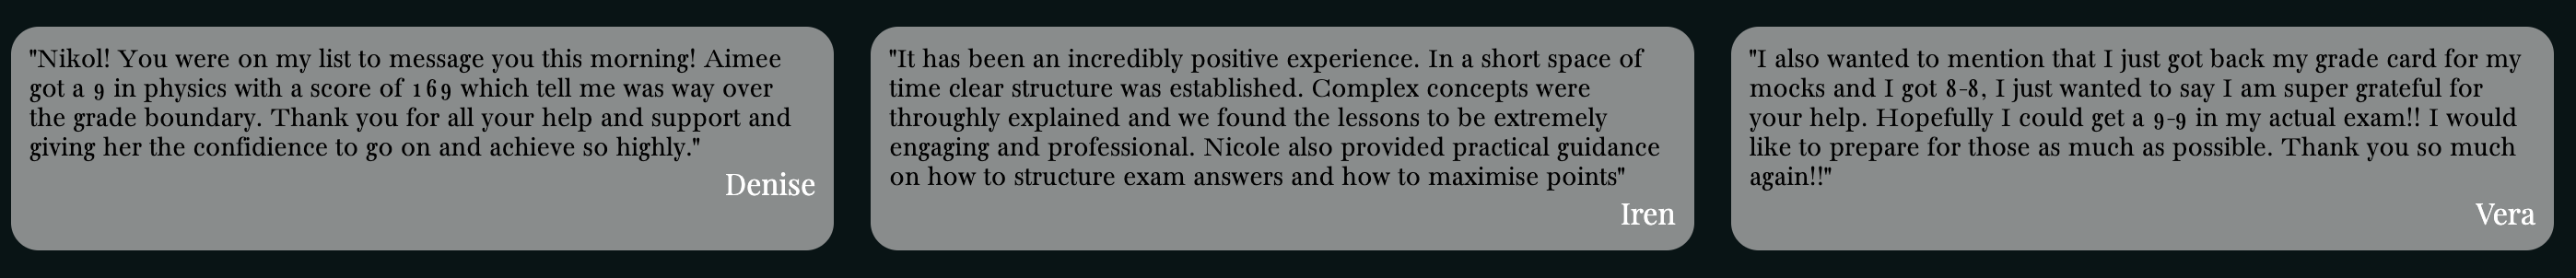 "Nikol! You were on my list to message you this morning! Aimee
got a 9 in physics with a score of 169 which tell me was way over
the grade boundary. Thank you for all your help and support and
giving her the confidience to go on and achieve so highly."
Denise
"It has been an incredibly positive experience. In a short space of
time clear structure was established. Complex concepts were
throughly explained and we found the lessons to be extremely
engaging and professional. Nicole also provided practical guidance
on how to structure exam answers and how to maximise points"
Iren
"I also wanted to mention that I just got back my grade card for my
mocks and I got 8-8, I just wanted to say I am super grateful for
your help. Hopefully I could get a 9-9 in my actual exam!! I would
like to prepare for those as much as possible. Thank you so much
again!!"
Vera